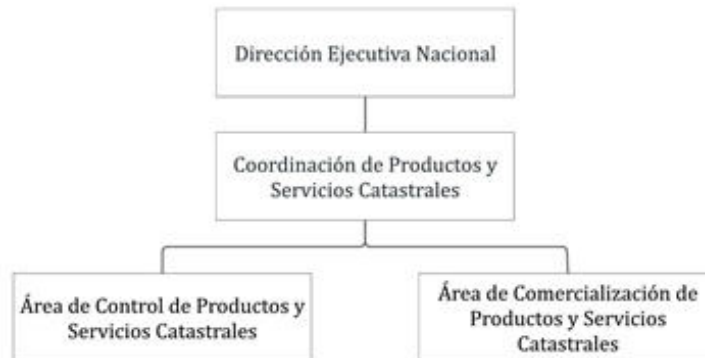 Dirección Ejecutiva Nacional
Coordinación de Productos y
Servicios Catastrales
Área de Control de Productos y
Servicios Catastrales
Área de Comercialización de
Productos y Servicios
Catastrales